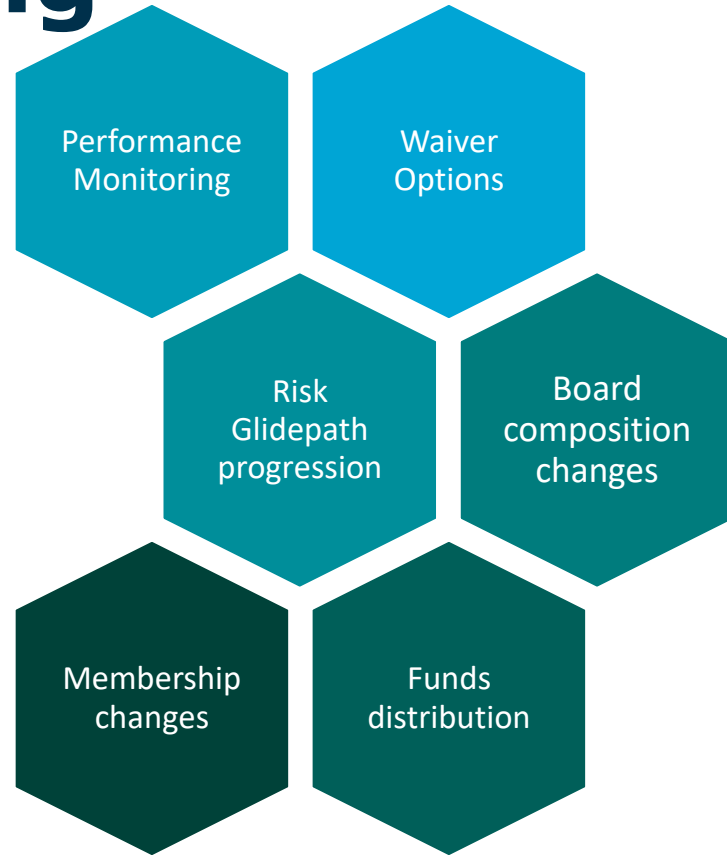 Performance
Monitoring
Waiver
Options
Risk
Glidepath
progression
Board
composition
changes
Membership
changes
Funds
distribution